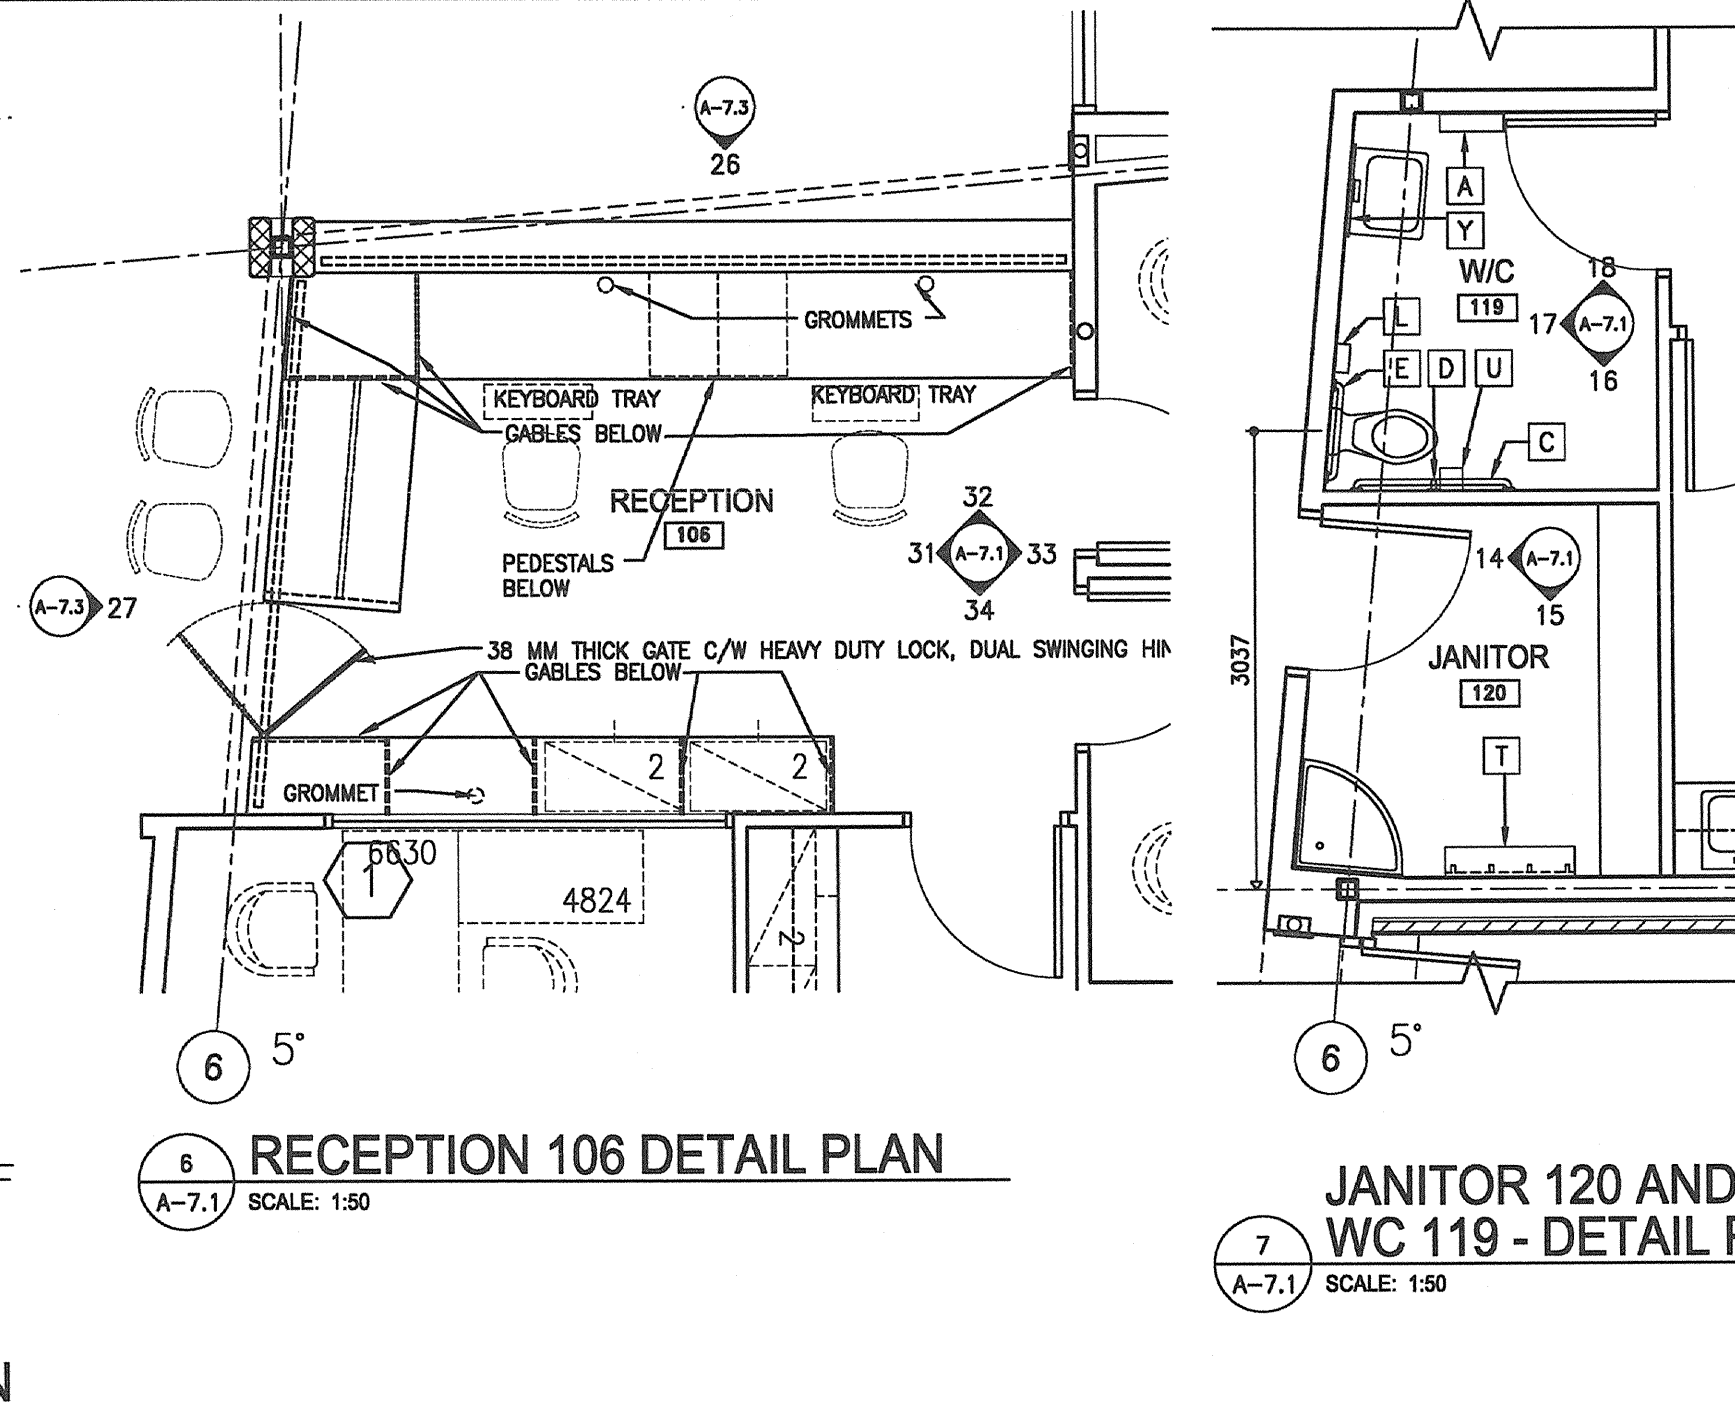 A-7.3
26
GROMMETS
KEYBOARD TRAY
KEYBOARD TRAY
GABLES BELOW
RECEPTION
106
PEDESTALS
BELOW
32
31
A-7.1
33
34
A-7.3
27
38 MM THICK GATE C/W HEAVY DUTY LOCK, DUAL SWINGING
GABLES BELOW
2
2
GROMMET
6630
1
4824
2
6
5°
6
A-7.1
RECEPTION 106 DETAIL PLAN
SCALE: 1:50
A
Y
W/C
119
18
17
A-7.1
16
L
E
D
U
C
3037
14
A-7.1
15
JANITOR
120
T
6
5°
7
A-7.1
JANITOR 120 AND
WC 119 - DETAIL
SCALE: 1:50